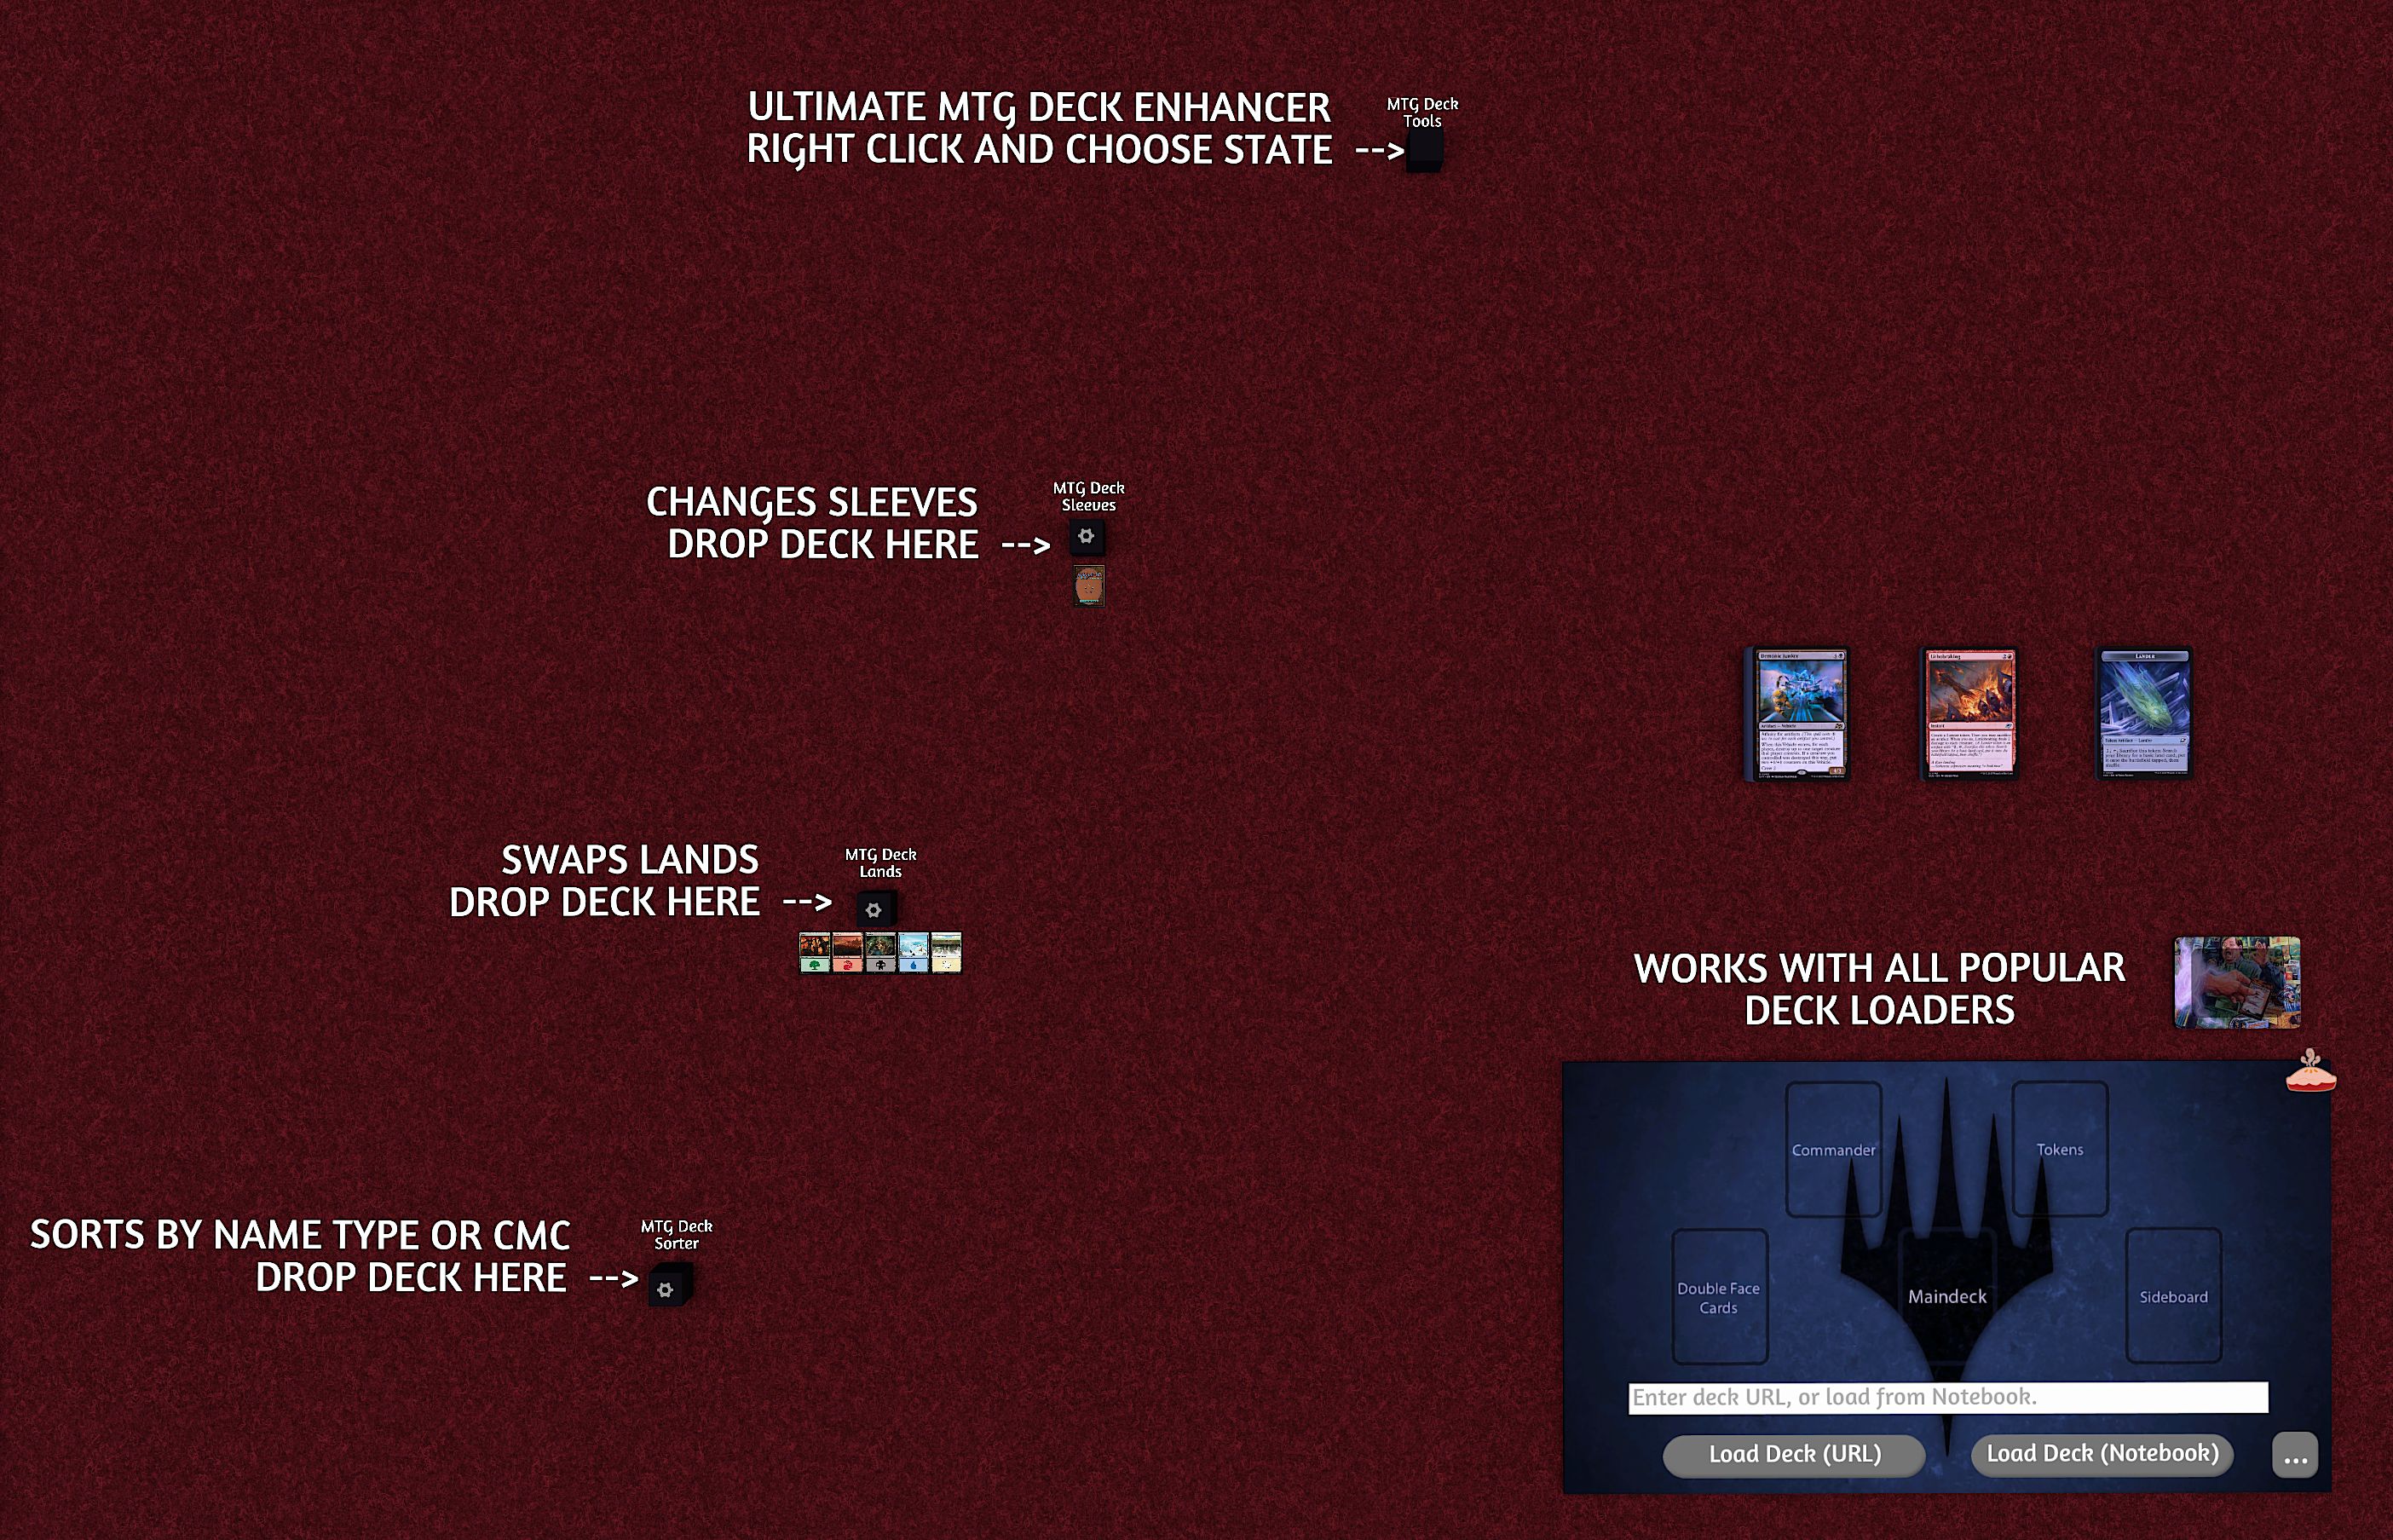 ULTIMATE MTG DECK ENHANCER
RIGHT CLICK AND CHOOSE STATE -->
MTG Deck
Tools
CHANGES SLEEVES
DROP DECK HERE -->
MTG Deck
Sleeves
SWAPS LANDS
DROP DECK HERE -->
MTG Deck
Lands
SORTS BY NAME TYPE OR CMC
DROP DECK HERE -->
MTG Deck
Sorter
Demonic Junker
LANDER
WORKS WITH ALL POPULAR
DECK LOADERS
Commander
Tokens
Double Face
Cards
Maindeck
Sideboard
Enter deck URL, or load from Notebook.
Load Deck (URL)
Load Deck (Notebook)
...